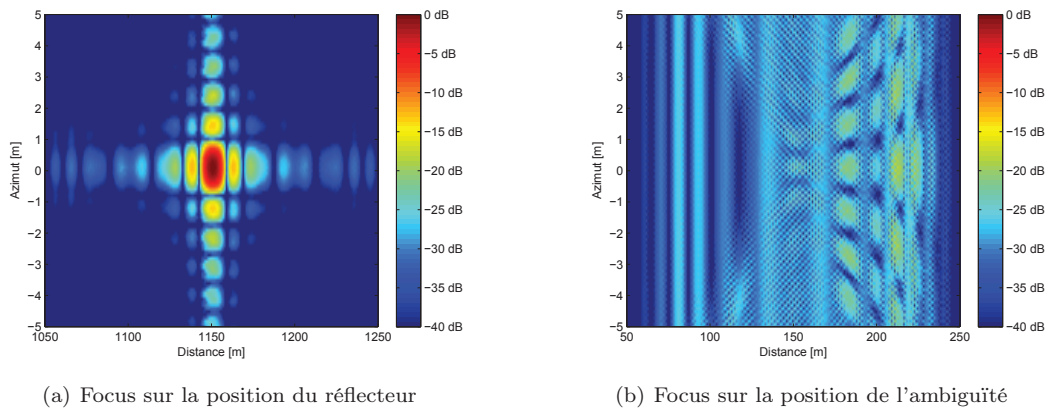 5
4
3
2
1
0
−1
−2
−3
−4
−5
Azimut [m]
1050 1100 1150 1200 1250
Distance [m]
0 dB
−5 dB
−10 dB
−15 dB
−20 dB
−25 dB
−30 dB
−35 dB
−40 dB
5
4
3
2
1
0
−1
−2
−3
−4
−5
Azimut [m]
50 100 150 200 250
Distance [m]
0 dB
−5 dB
−10 dB
−15 dB
−20 dB
−25 dB
−30 dB
−35 dB
−40 dB
(a) Focus sur la position du réflecteur
(b) Focus sur la position de l'ambiguïté